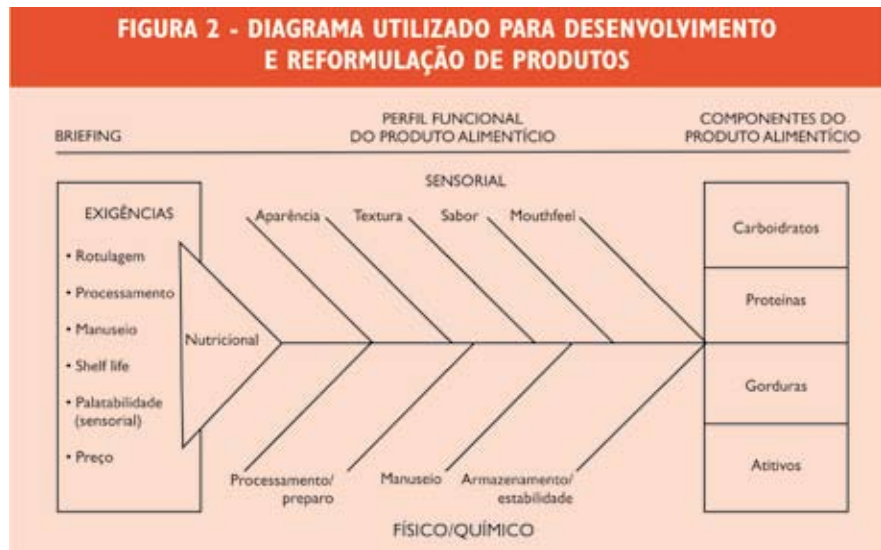 FIGURA 2 - DIAGRAMA UTILIZADO PARA DESENVOLVIMENTO
E REFORMULAÇÃO DE PRODUTOS
BRIEFING
PERFIL FUNCIONAL
DO PRODUTO ALIMENTÍCIO
COMPONENTES DO
PRODUTO ALIMENTÍCIO
SENSORIAL
EXIGÊNCIAS
• Rotulagem
• Processamento
• Manuseio
• Shelf life
• Palatabilidade
(sensorial)
• Preço
Nutricional
Aparência
Textura
Sabor
Mouthfeel
Processamento/
preparo
Manuseio
Armazenamento/
estabilidade
FÍSICO/QUÍMICO
Carboidratos
Proteínas
Gorduras
Atitivos